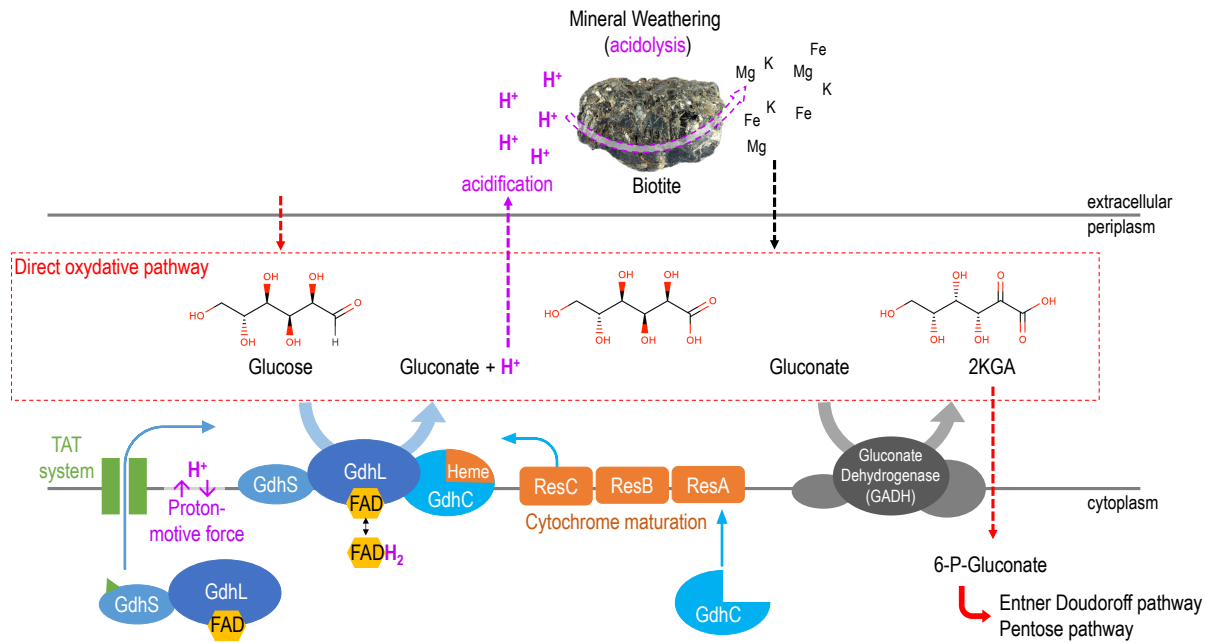 Mineral Weathering
(acidolysis)
H+
H+
H+
H+
H+
Mg
K
Fe
Mg
K
K
Fe
Fe
Mg
acidification
Biotite
extracellular
periplasm
Direct oxydative pathway
OH
OH
OH
O
HO
OH
OH
H
Glucose
Gluconate + H+
OH
OH
OH
O
HO
OH
OH
OH
Gluconate
OH
O
OH
HO
OH
OH
O
2KGA
TAT
system
H+
Proton-
motive force
GdhS
GdhL
FAD
Heme
GdhC
FADH2
ResC
ResB
ResA
Cytochrome maturation
Gluconate
Dehydrogenase
(GADH)
cytoplasm
GdhS
GdhL
FAD
GdhC
6-P-Gluconate
Entner Doudoroff pathway
Pentose pathway